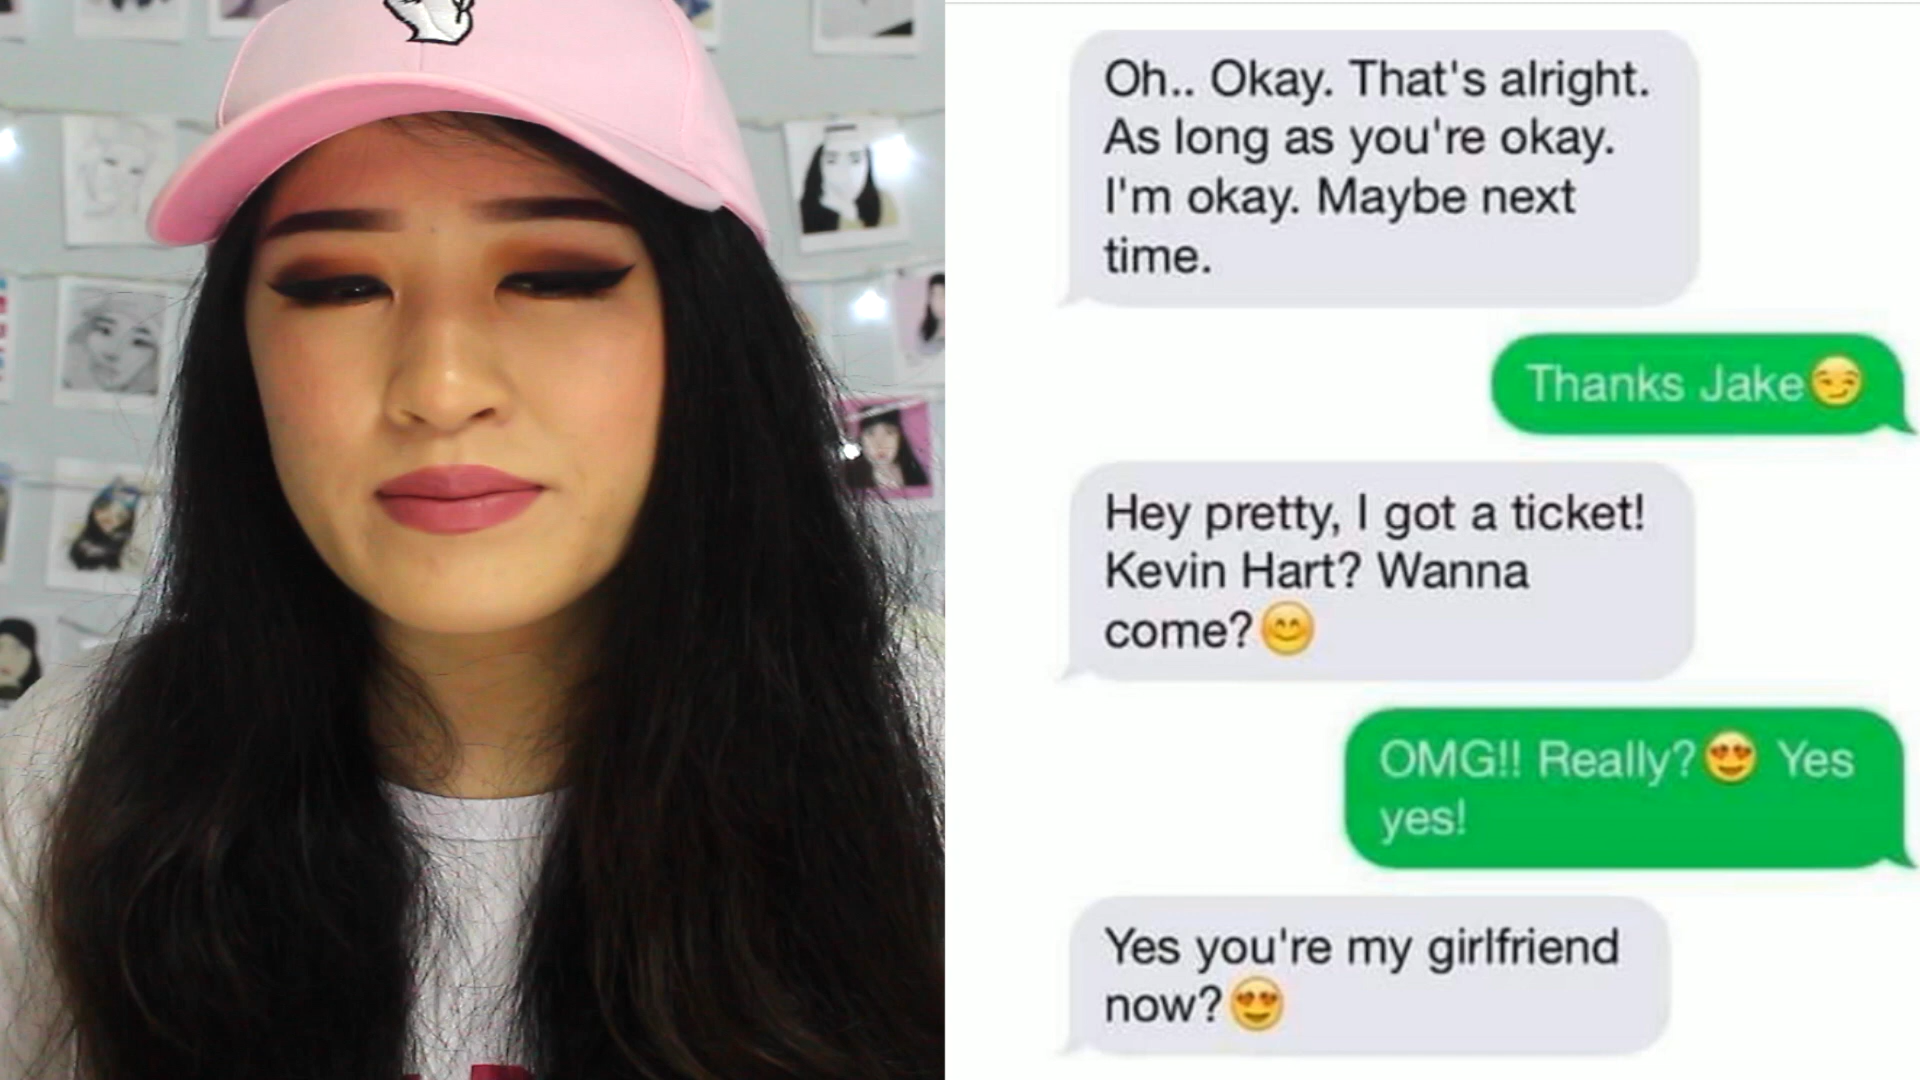 Oh.. Okay. That's alright.
As long as you're okay.
I'm okay. Maybe next
time.
Thanks Jake😏
Hey pretty, I got a ticket!
Kevin Hart? Wanna
come?😊
OMG!! Really?😍 Yes
yes!
Yes you're my girlfriend
now?😍